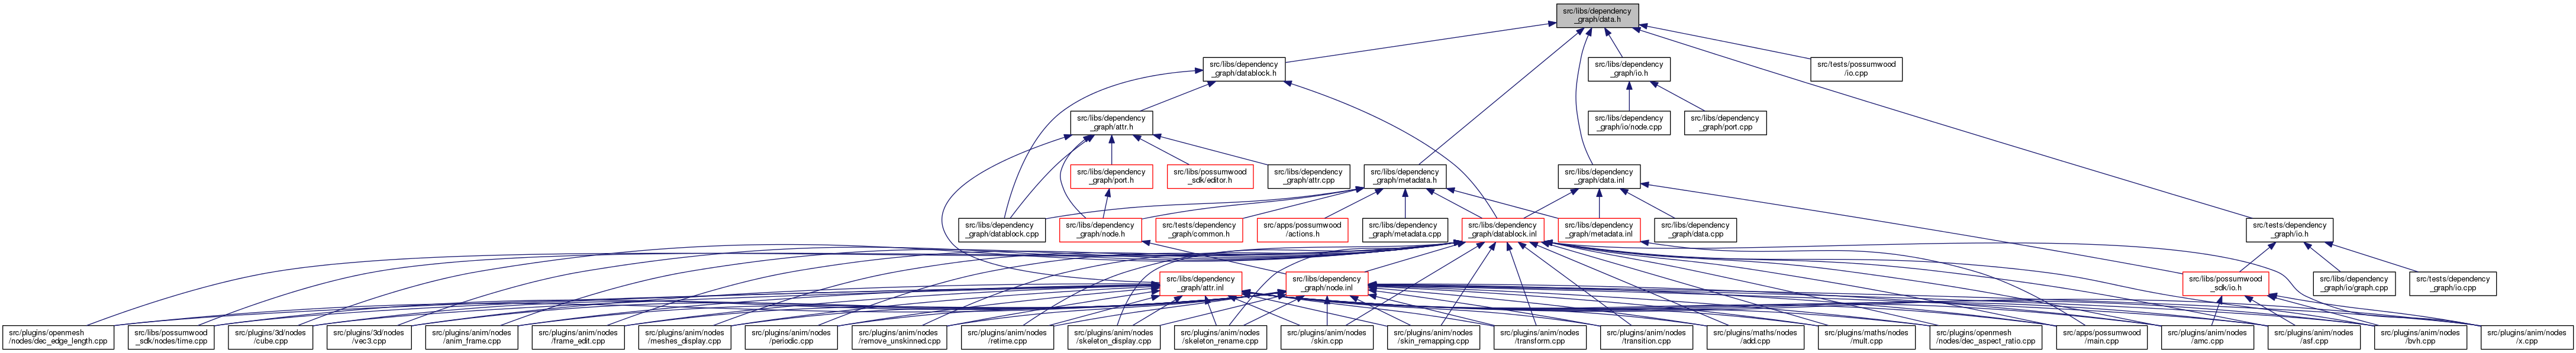 src/libs/dependency
_graph/data.h
src/libs/dependency
_graph/datablock.h
src/libs/dependency
_graph/io.h
src/tests/possumwood
/io.cpp
src/libs/dependency
_graph/attr.h
src/libs/dependency
_graph/io/node.cpp
src/libs/dependency
_graph/port.cpp
src/libs/dependency
_graph/port.h
src/libs/possumwood
_sdk/editor.h
src/libs/dependency
_graph/attr.cpp
src/libs/dependency
_graph/metadata.h
src/libs/dependency
_graph/data.inl
src/libs/dependency
_graph/datablock.cpp
src/libs/dependency
_graph/node.h
src/tests/dependency
_graph/common.h
src/apps/possumwood
/actions.h
src/libs/dependency
_graph/metadata.cpp
src/libs/dependency
_graph/datablock.inl
src/libs/dependency
_graph/metadata.inl
src/libs/dependency
_graph/data.cpp
src/tests/dependency
_graph/io.h
src/libs/dependency
_graph/attr.inl
src/libs/dependency
_graph/node.inl
src/libs/possumwood
_sdk/io.h
src/libs/dependency
_graph/io/graph.cpp
src/tests/dependency
_graph/io.cpp
src/plugins/openmesh
/nodes/dec_edge_length.cpp
src/libs/possumwood
_sdk/nodes/time.cpp
src/plugins/3d/nodes
/cube.cpp
src/plugins/3d/nodes
/vec3.cpp
src/plugins/anim/nodes
/anim_frame.cpp
src/plugins/anim/nodes
/frame_edit.cpp
src/plugins/anim/nodes
/meshes_display.cpp
src/plugins/anim/nodes
/periodic.cpp
src/plugins/anim/nodes
/remove_unskinned.cpp
src/plugins/anim/nodes
/retime.cpp
src/plugins/anim/nodes
/skeleton_display.cpp
src/plugins/anim/nodes
/skeleton_rename.cpp
src/plugins/anim/nodes
/skin.cpp
src/plugins/anim/nodes
/skin_remapping.cpp
src/plugins/anim/nodes
/transform.cpp
src/plugins/anim/nodes
/transition.cpp
src/plugins/maths/nodes
/add.cpp
src/plugins/maths/nodes
/mult.cpp
src/plugins/openmesh
/nodes/dec_aspect_ratio.cpp
src/apps/possumwood
/main.cpp
src/plugins/anim/nodes
/amc.cpp
src/plugins/anim/nodes
/asf.cpp
src/plugins/anim/nodes
/bvh.cpp
src/plugins/anim/nodes
/x.cpp